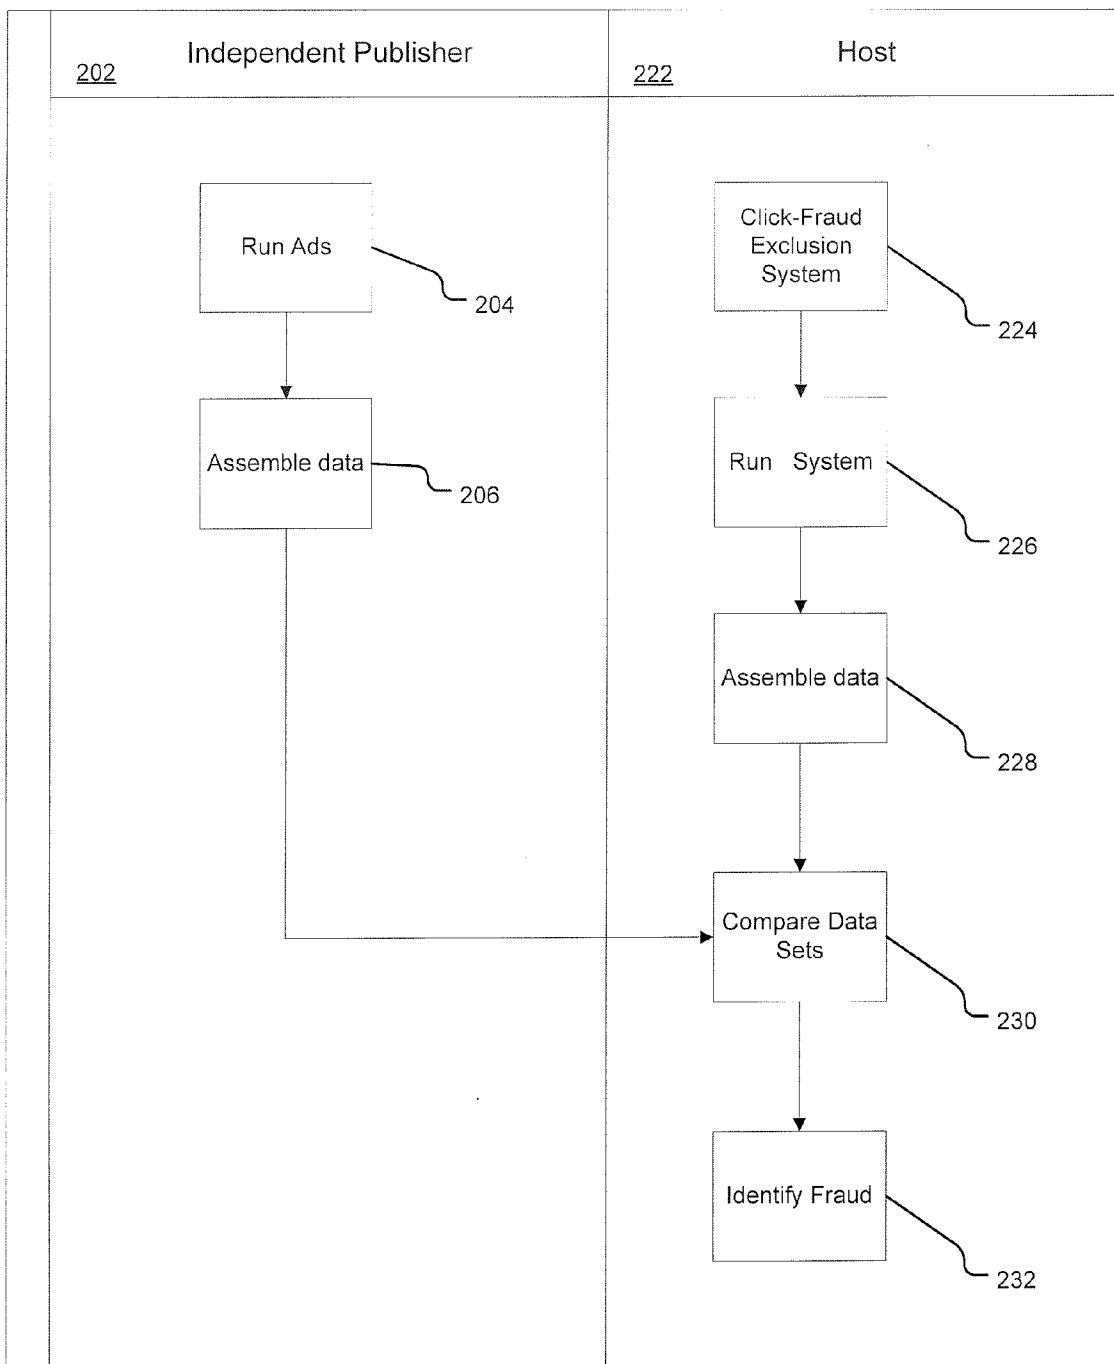 Independent Publisher
202
Host
222
Run Ads
204
Assemble data
206
Click-Fraud
Exclusion
System
224
Run System
226
Assemble data
228
Compare Data
Sets
230
Identify Fraud
232